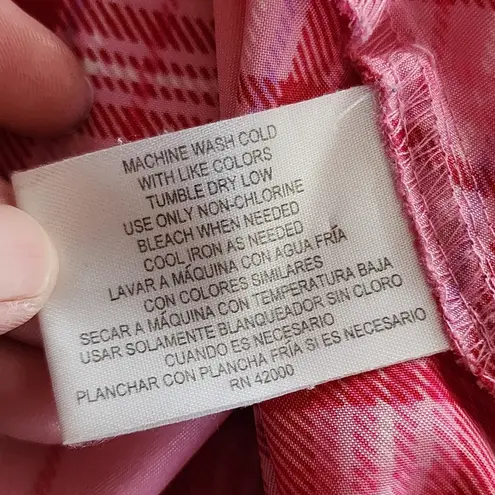 MACHINE WASH COLD
WITH LIKE COLORS
TUMBLE DRY LOW
USE ONLY NON-CHLORINE
BLEACH WHEN NEEDED
COOL IRON AS NEEDED
LAVAR A MÁQUINA CON AGUA FRÍA
CON COLORES SIMILARES
SECAR A MÁQUINA CON TEMPERATURA BAJA
USAR SOLAMENTE BLANQUEADOR SIN CLORO
CUANDO ES NECESARIO
PLANCHAR CON PLANCHA FRÍA SI ES NECESARIO
RN 42000